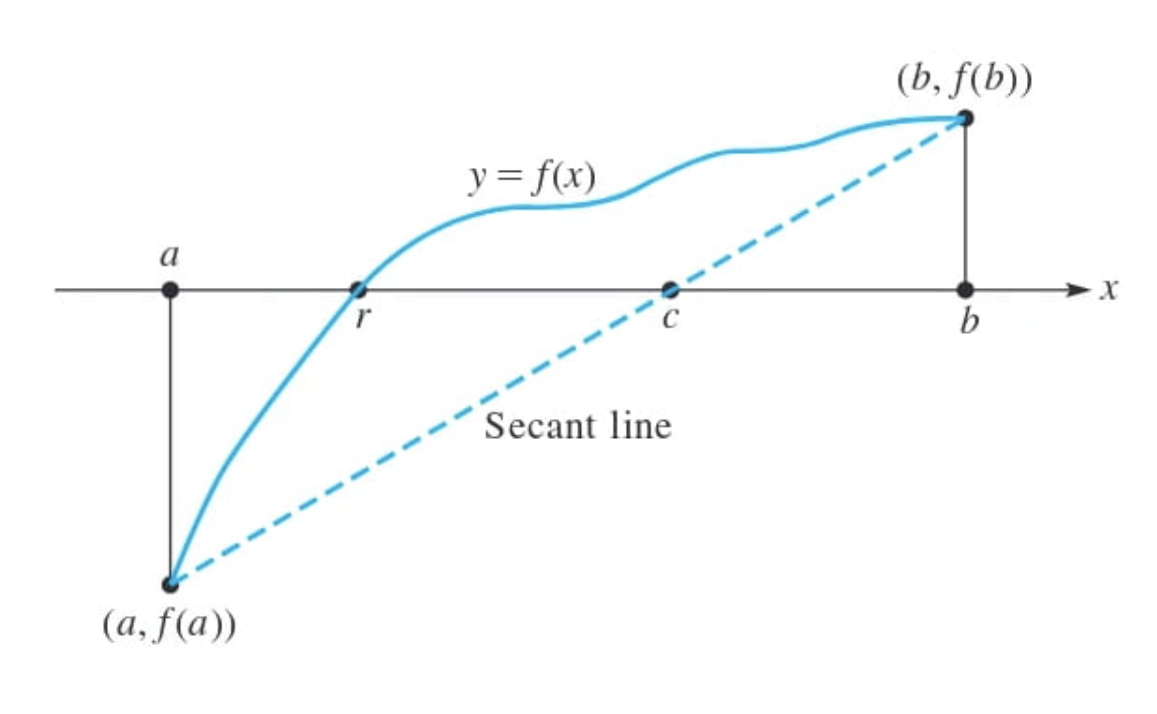 (b, f(b))
y = f(x)
a
x
r
c
b
Secant line
(a, f(a))